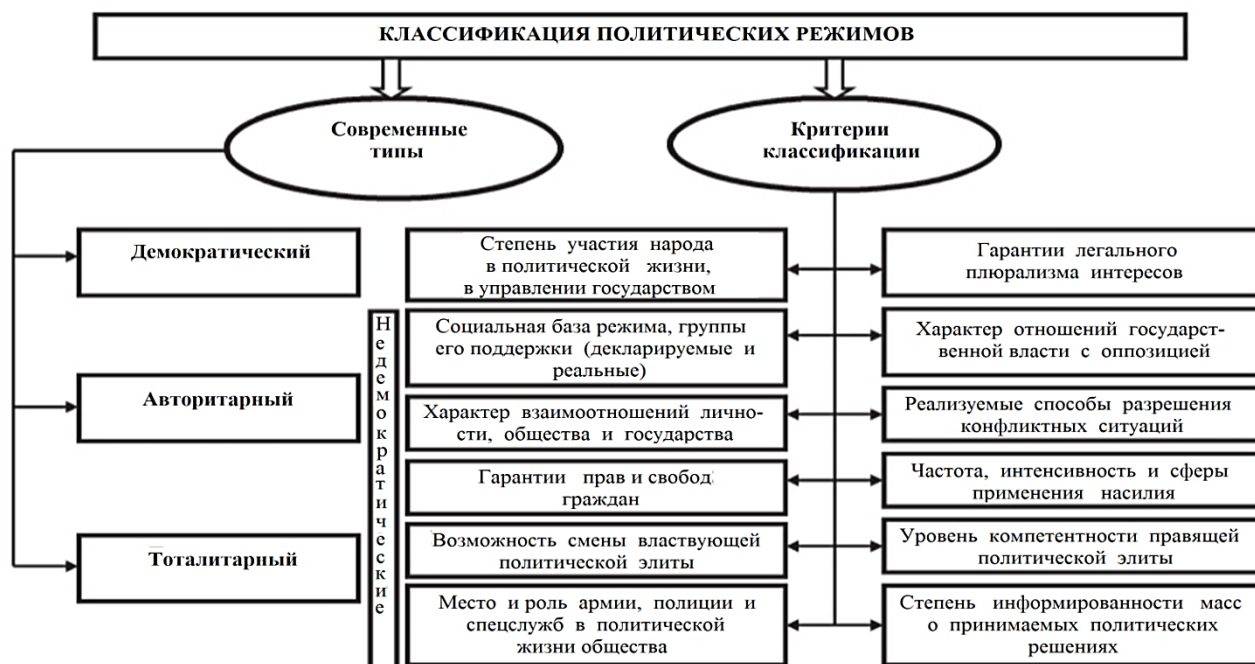 КЛАССИФИКАЦИЯ ПОЛИТИЧЕСКИХ РЕЖИМОВ
Современные
типы
Критерии
классификации
Демократический
Авторитарный
Тоталитарный
Недемократические
Степень участия народа
в политической жизни,
в управлении государством
Социальная база режима, группы
его поддержки (декларируемые и
реальные)
Характер взаимоотношений лично-
сти, общества и государства
Гарантии прав и свобод
граждан
Возможность смены властвующей
политической элиты
Место и роль армии, полиции и
спецслужб в политической
жизни общества
Гарантии легального
плюрализма интересов
Характер отношений государст-
венной власти с оппозицией
Реализуемые способы разрешения
конфликтных ситуаций
Частота, интенсивность и сферы
применения насилия
Уровень компетентности правящей
политической элиты
Степень информированности масс
о принимаемых политических
решениях